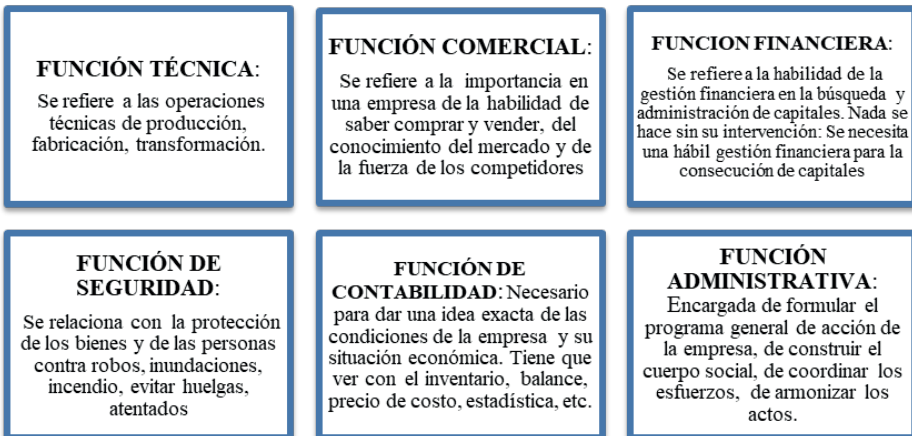 FUNCIÓN TÉCNICA:
Se refiere a las operaciones
técnicas de producción,
fabricación, transformación.
FUNCIÓN COMERCIAL:
Se refiere a la importancia en
una empresa de la habilidad de
saber comprar y vender, del
conocimiento del mercado y de
la fuerza de los competidores
FUNCION FINANCIERA:
Se refiere a la habilidad de la
gestión financiera en la búsqueda y
administración de capitales. Nada se
hace sin su intervención: Se necesita
una hábil gestión financiera para la
consecución de capitales
FUNCIÓN DE
SEGURIDAD:
Se relaciona con la protección
de los bienes y de las personas
contra robos, inundaciones,
incendio, evitar huelgas,
atentados
FUNCIÓN DE
CONTABILIDAD: Necesario
para dar una idea exacta de las
condiciones de la empresa y su
situación económica. Tiene que
ver con el inventario, balance,
precio de costo, estadística, etc.
FUNCIÓN
ADMINISTRATIVA:
Encargada de formular el
programa general de acción de
la empresa, de construir el
cuerpo social, de coordinar los
esfuerzos, de armonizar los
actos.